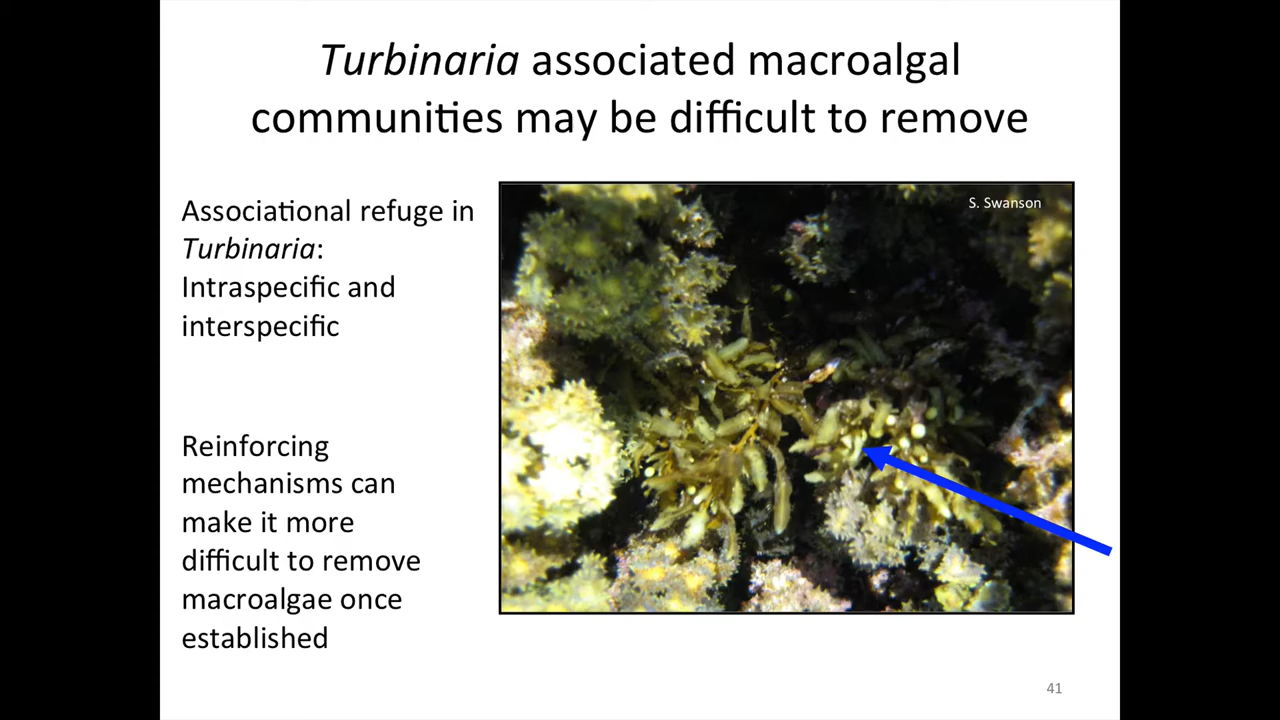 Turbinaria associated macroalgal
communities may be difficult to remove
Associational refuge in
Turbinaria:
Intraspecific and
interspecific
S. Swanson
Reinforcing
mechanisms can
make it more
difficult to remove
macroalgae once
established
41